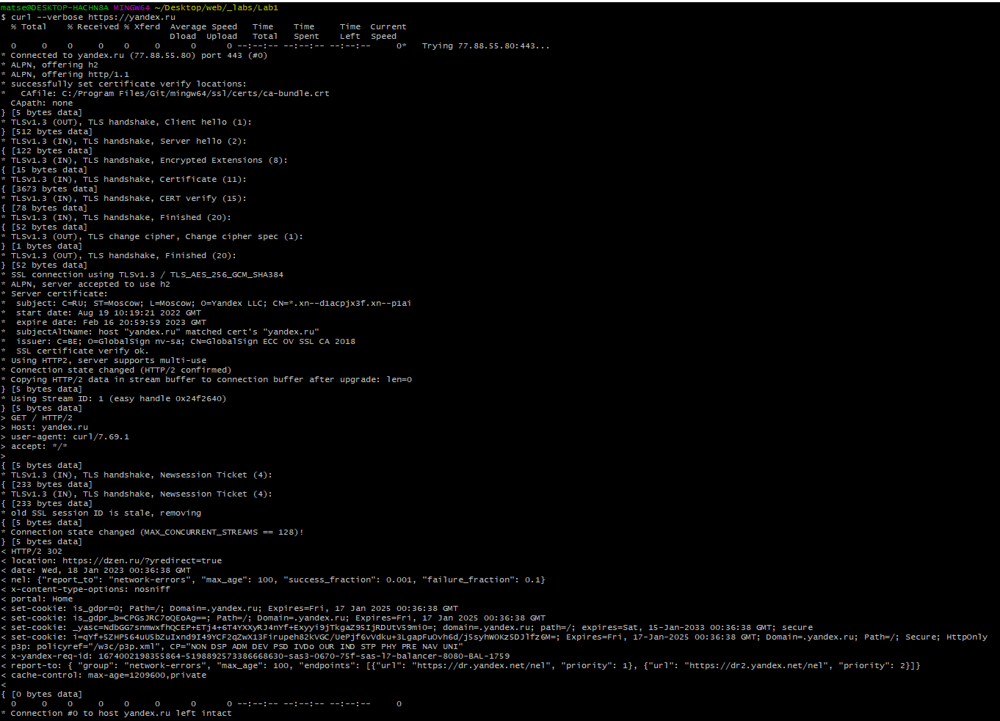 matse@DESKTOP-HACHN8A MINGW64 ~/Desktop/web/_labs/Lab1
$ curl --verbose https://yandex.ru
  % Total    % Received % Xferd  Average Speed   Time    Time     Time  Current
                                 Dload  Upload   Total   Spent    Left  Speed
  0     0    0     0    0     0      0      0 --:--:-- --:--:-- --:--:--     0*   Trying 77.88.55.80:443...
* Connected to yandex.ru (77.88.55.80) port 443 (#0)
* ALPN, offering h2
* ALPN, offering http/1.1
* successfully set certificate verify locations:
*   CAfile: C:/Program Files/Git/mingw64/ssl/certs/ca-bundle.crt
  CApath: none
} [5 bytes data]
* TLSv1.3 (OUT), TLS handshake, Client hello (1):
} [512 bytes data]
* TLSv1.3 (IN), TLS handshake, Server hello (2):
{ [122 bytes data]
* TLSv1.3 (IN), TLS handshake, Encrypted Extensions (8):
{ [15 bytes data]
* TLSv1.3 (IN), TLS handshake, Certificate (11):
{ [3673 bytes data]
* TLSv1.3 (IN), TLS handshake, CERT verify (15):
{ [78 bytes data]
* TLSv1.3 (IN), TLS handshake, Finished (20):
{ [52 bytes data]
* TLSv1.3 (OUT), TLS change cipher, Change cipher spec (1):
} [1 bytes data]
* TLSv1.3 (OUT), TLS handshake, Finished (20):
} [52 bytes data]
* SSL connection using TLSv1.3 / TLS_AES_256_GCM_SHA384
* ALPN, server accepted to use h2
* Server certificate:
*  subject: C=RU; ST=Moscow; L=Moscow; O=Yandex LLC; CN=*.xn--d1acpjx3f.xn--p1ai
*  start date: Aug 19 10:19:21 2022 GMT
*  expire date: Feb 16 20:59:59 2023 GMT
*  subjectAltName: host "yandex.ru" matched cert's "yandex.ru"
*  issuer: C=BE; O=GlobalSign nv-sa; CN=GlobalSign ECC OV SSL CA 2018
*  SSL certificate verify ok.
* Using HTTP2, server supports multi-use
* Connection state changed (HTTP/2 confirmed)
* Copying HTTP/2 data in stream buffer to connection buffer after upgrade: len=0
} [5 bytes data]
* Using Stream ID: 1 (easy handle 0x24f2640)
} [5 bytes data]
> GET / HTTP/2
> Host: yandex.ru
> user-agent: curl/7.69.1
> accept: */*
>
{ [5 bytes data]
* TLSv1.3 (IN), TLS handshake, Newsession Ticket (4):
{ [233 bytes data]
* TLSv1.3 (IN), TLS handshake, Newsession Ticket (4):
{ [233 bytes data]
* old SSL session ID is stale, removing
{ [5 bytes data]
* Connection state changed (MAX_CONCURRENT_STREAMS == 128)!
} [5 bytes data]
< HTTP/2 302
< location: https://dzen.ru/?yredirect=true
< date: Wed, 18 Jan 2023 00:36:38 GMT
< nel: {"report_to": "network-errors", "max_age": 100, "success_fraction": 0.001, "failure_fraction": 0.1}
< x-content-type-options: nosniff
< portal: Home
< set-cookie: is_gdpr=0; Path=/; Domain=.yandex.ru; Expires=Fri, 17 Jan 2025 00:36:38 GMT
< set-cookie: is_gdpr_b=CPGsJRC7oQEoAg==; Path=/; Domain=.yandex.ru; Expires=Fri, 17 Jan 2025 00:36:38 GMT
< set-cookie: _yasc=NdbGG7snmwxfhQCEP+ETj4+6T4YXXyRJ4nYf+Exyyi9jTkgaZ95IjRDUtV59miO=; domain=.yandex.ru; path=/; expires=Sat, 15-Jan-2033 00:36:38 GMT; secure
< set-cookie: i=qYf+5ZHP564uU5bZuIxnd9I49YCF2qZwX13Firupeh82kVGC/UePjf6vVdku+3LgapFuOvh6d/j5syhW0Kz5DJlfz6M=; Expires=Fri, 17-Jan-2025 00:36:38 GMT; Domain=.yandex.ru; Path=/; Secure; HttpOnly
< p3p: policyref="/w3c/p3p.xml", CP="NON DSP ADM DEV PSD IVDo OUR IND STP PHY PRE NAV UNI"
< x-yandex-req-id: 1674002198355864-5198892573386668630-sas3-0670-75f-sas-l7-balancer-8080-BAL-1759
< report-to: { "group": "network-errors", "max_age": 100, "endpoints": [{"url": "https://dr.yandex.net/nel", "priority": 1}, {"url": "https://dr2.yandex.net/nel", "priority": 2}]}
< cache-control: max-age=1209600,private
<
{ [0 bytes data]
  0     0    0     0    0     0      0      0 --:--:-- --:--:-- --:--:--     0
* Connection #0 to host yandex.ru left intact